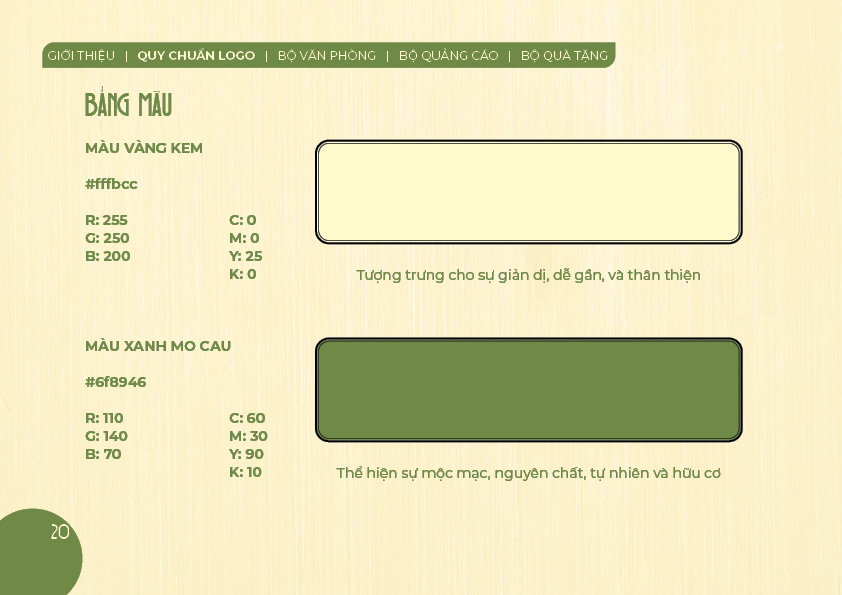 GIỚI THIỆU | QUY CHUẨN LOGO | BỘ VĂN PHÒNG | BỘ QUẢNG CÁO | BỘ QUÀ TẶNG
BẢNG MÀU
MÀU VÀNG KEM
#fffbcc
R: 255 C: 0
G: 250 M: 0
B: 200 Y: 25
K: 0
Tượng trưng cho sự giản dị, dễ gần, và thân thiện
MÀU XANH MO CAU
#6f8946
R: 110 C: 60
G: 140 M: 30
B: 70 Y: 90
K: 10
Thể hiện sự mộc mạc, nguyên chất, tự nhiên và hữu cơ
20